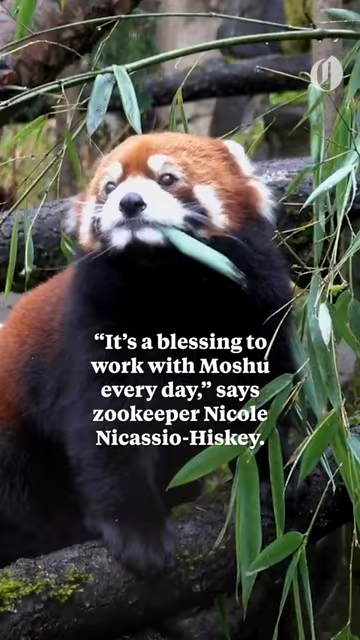 “It’s a blessing to
work with Moshu
every day,” says
zookeeper Nicole
Nicassio-Hiskey.